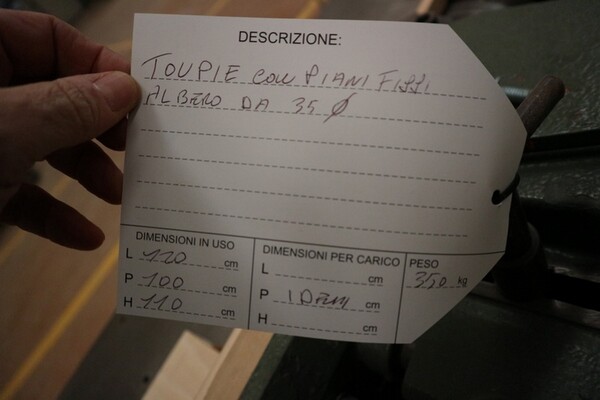 DESCRIZIONE:
TOUPIE con PIANI FISSI
ALBERO DA 35 Ø
DIMENSIONI IN USO
L 120 cm
P 100 cm
H 110 cm
DIMENSIONI PER CARICO
L cm
P IDEM cm
H cm
PESO
350 kg